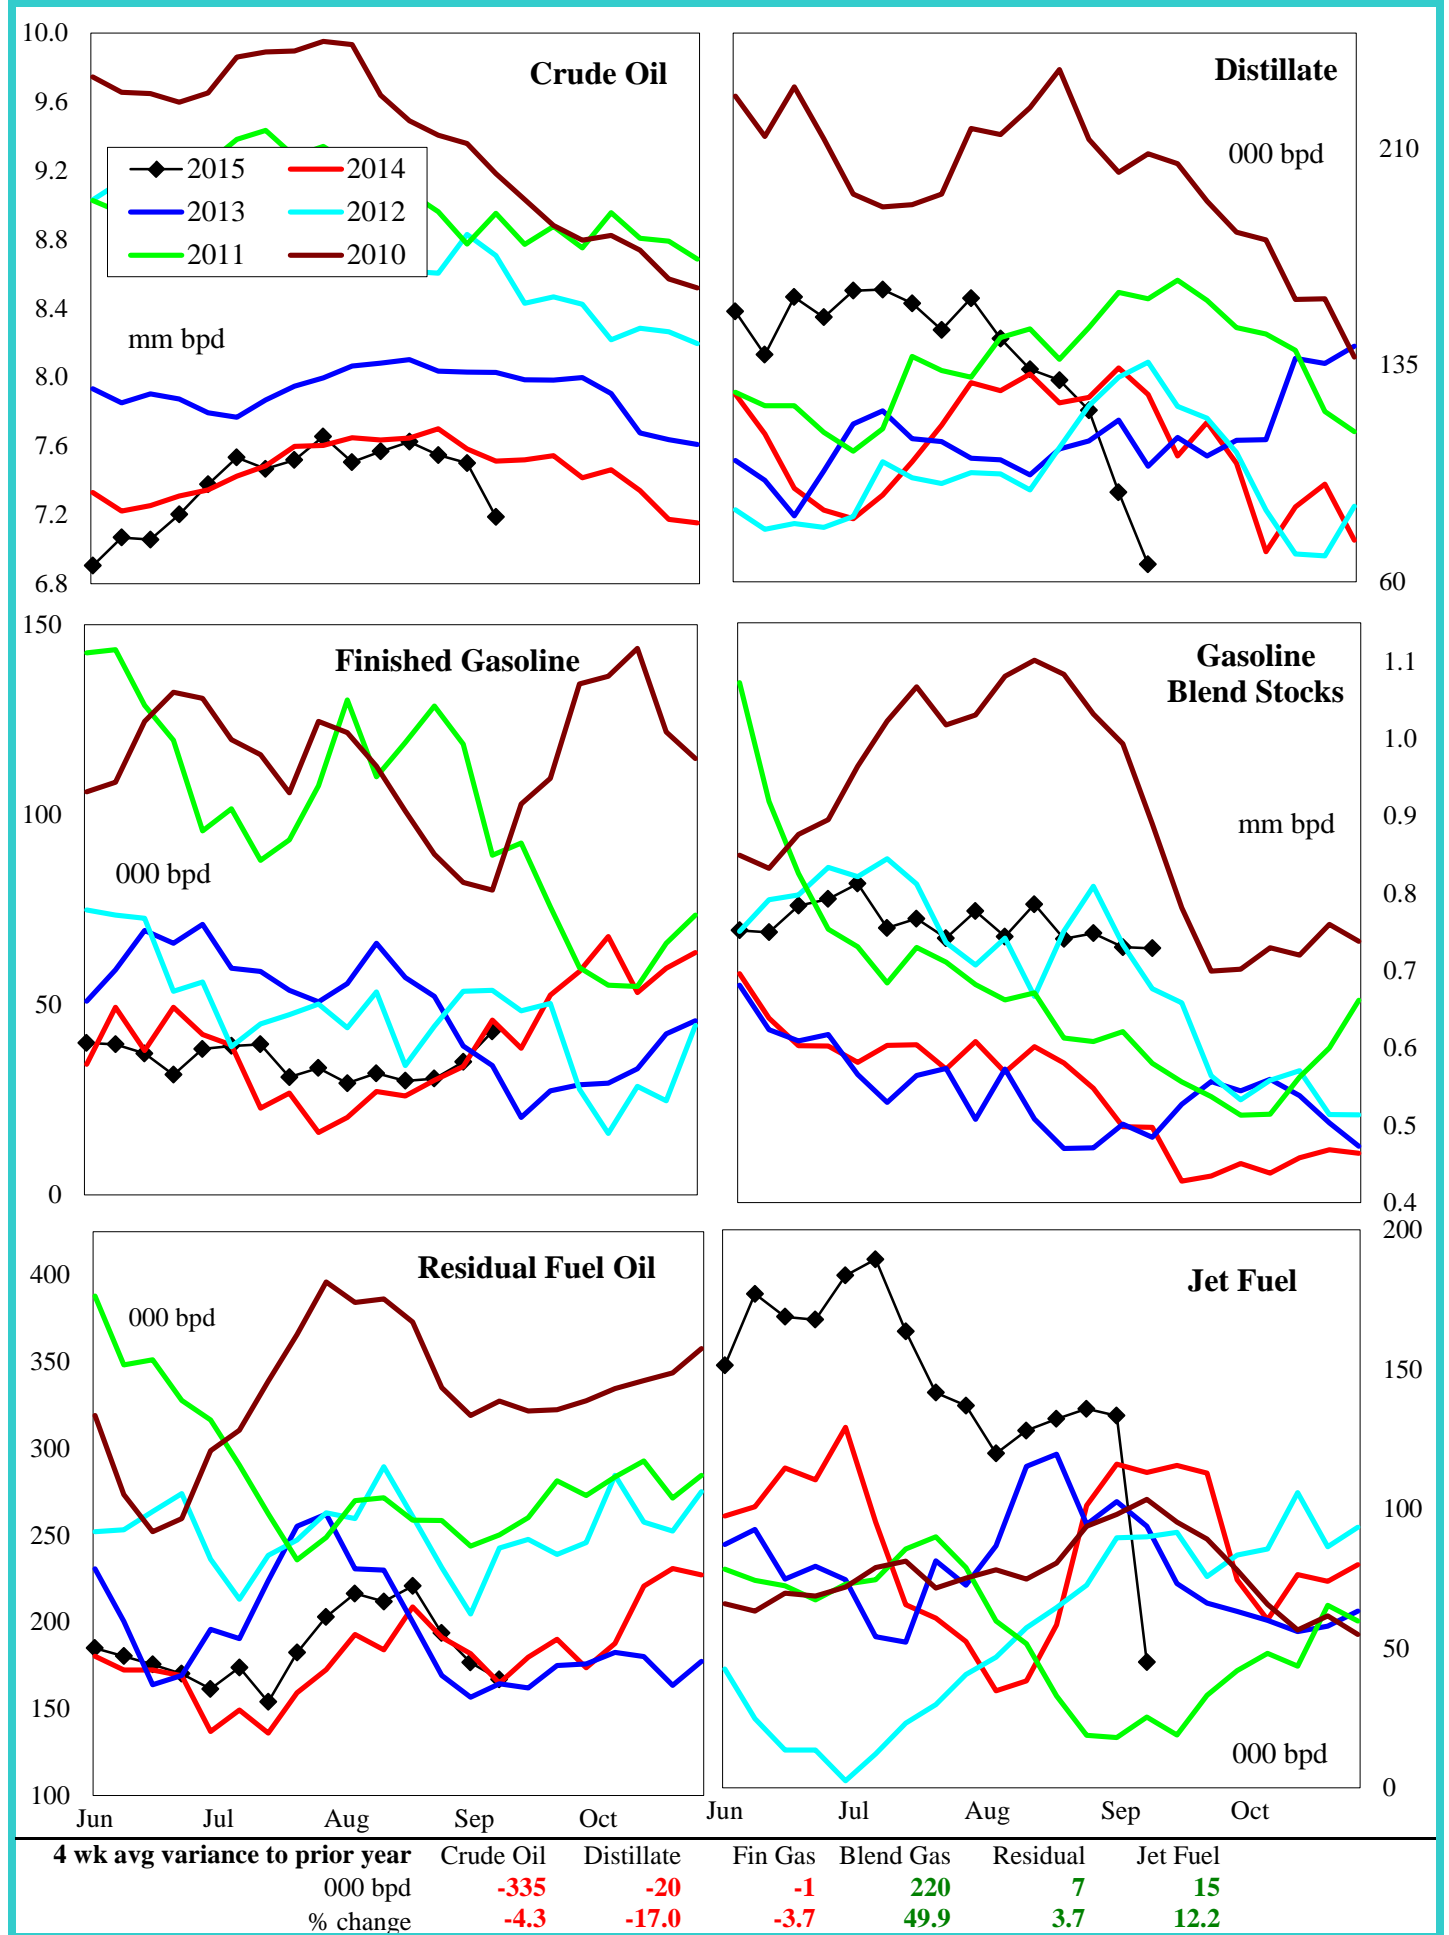 10.0
9.6
9.2
8.8
8.4
8.0
7.6
7.2
6.8
Crude Oil
2015 2014
2013 2012
2011 2010
mm bpd
Distillate
000 bpd
210
135
60
150
100
50
0
Finished Gasoline
000 bpd
Gasoline
Blend Stocks
mm bpd
1.1
1.0
0.9
0.8
0.7
0.6
0.5
0.4
400
350
300
250
200
150
100
Residual Fuel Oil
000 bpd
Jun Jul Aug Sep Oct
Jet Fuel
000 bpd
200
150
100
50
0
Jun Jul Aug Sep Oct
4 wk avg variance to prior year Crude Oil Distillate Fin Gas Blend Gas Residual Jet Fuel
000 bpd -335 -20 -1 220 7 15
% change -4.3 -17.0 -3.7 49.9 3.7 12.2